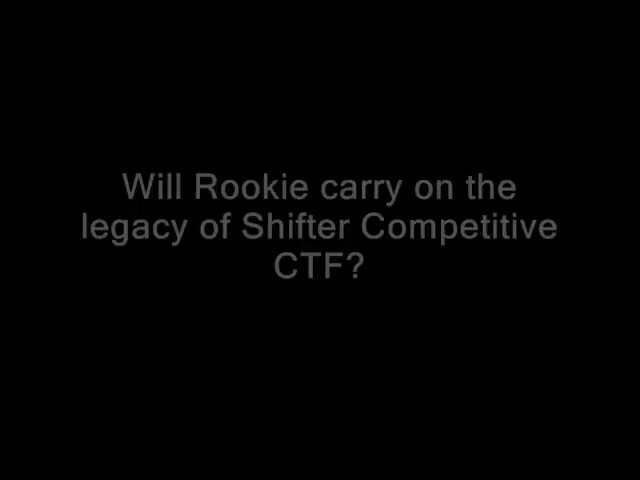 Will Rookie carry on the
legacy of Shifter Competitive
CTF?